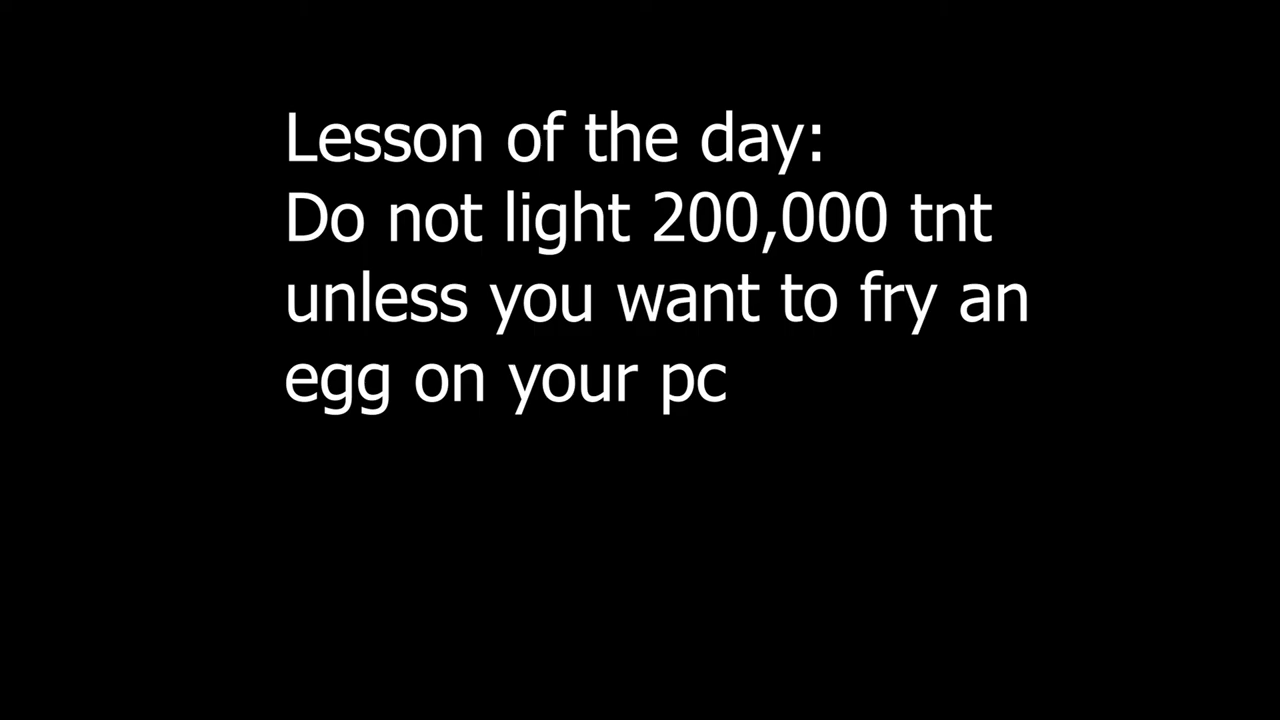 Lesson of the day:
Do not light 200,000 tnt
unless you want to fry an
egg on your pc